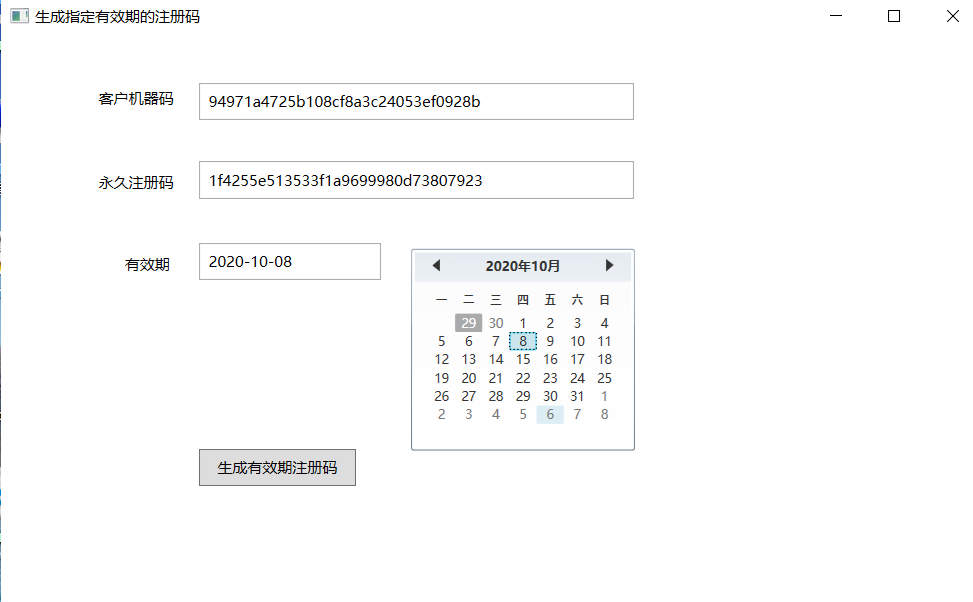 生成指定有效期的注册码
客户机器码 94971a4725b108cf8a3c24053ef0928b
永久注册码 1f4255e513533f1a9699980d73807923
有效期 2020-10-08
2020年10月
一 二 三 四 五 六 日
29 30 1 2 3 4
5 6 7 8 9 10 11
12 13 14 15 16 17 18
19 20 21 22 23 24 25
26 27 28 29 30 31 1
2 3 4 5 6 7 8
生成有效期注册码